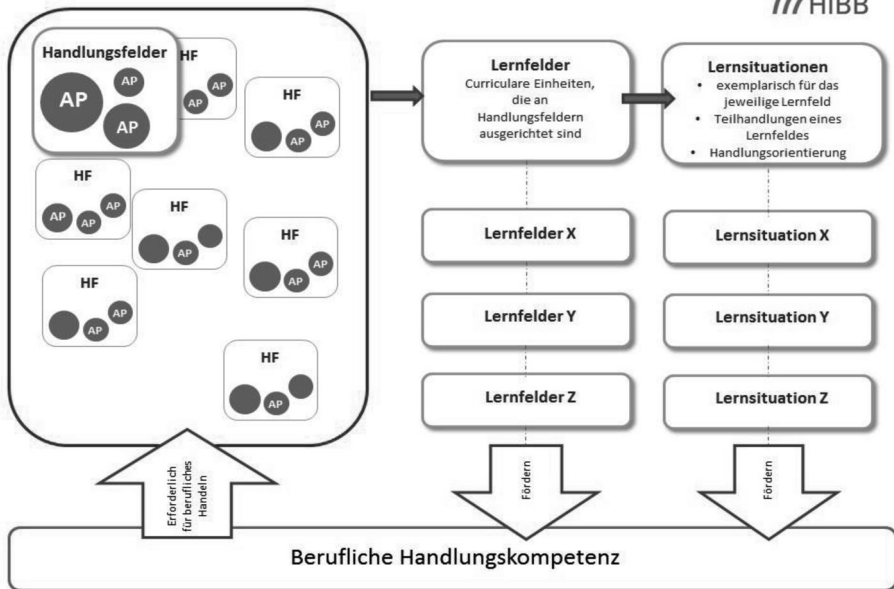 HIBB
Handlungsfelder
AP
AP
AP
HF
AP
AP
HF
AP
AP
HF
AP
AP
AP
HF
AP
HF
AP
AP
HF
AP
AP
HF
AP
Erforderlich
für berufliches
Handeln
Lernfelder
Curriculare Einheiten,
die an
Handlungsfeldern
ausgerichtet sind
Lernfelder X
Lernfelder Y
Lernfelder Z
Fördern
Lernsituationen
• exemplarisch für das
jeweilige Lernfeld
• Teilhandlungen eines
Lernfeldes
• Handlungsorientierung
Lernsituation X
Lernsituation Y
Lernsituation Z
Fördern
Berufliche Handlungskompetenz